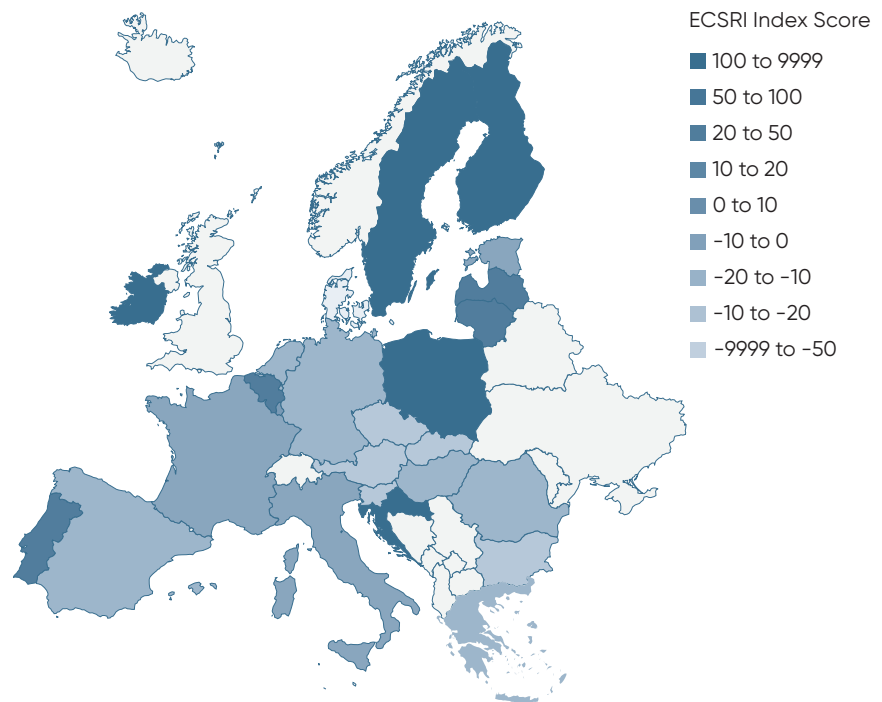 ECSRI Index Score
100 to 9999
50 to 100
20 to 50
10 to 20
0 to 10
-10 to 0
-20 to -10
-10 to -20
-9999 to -50